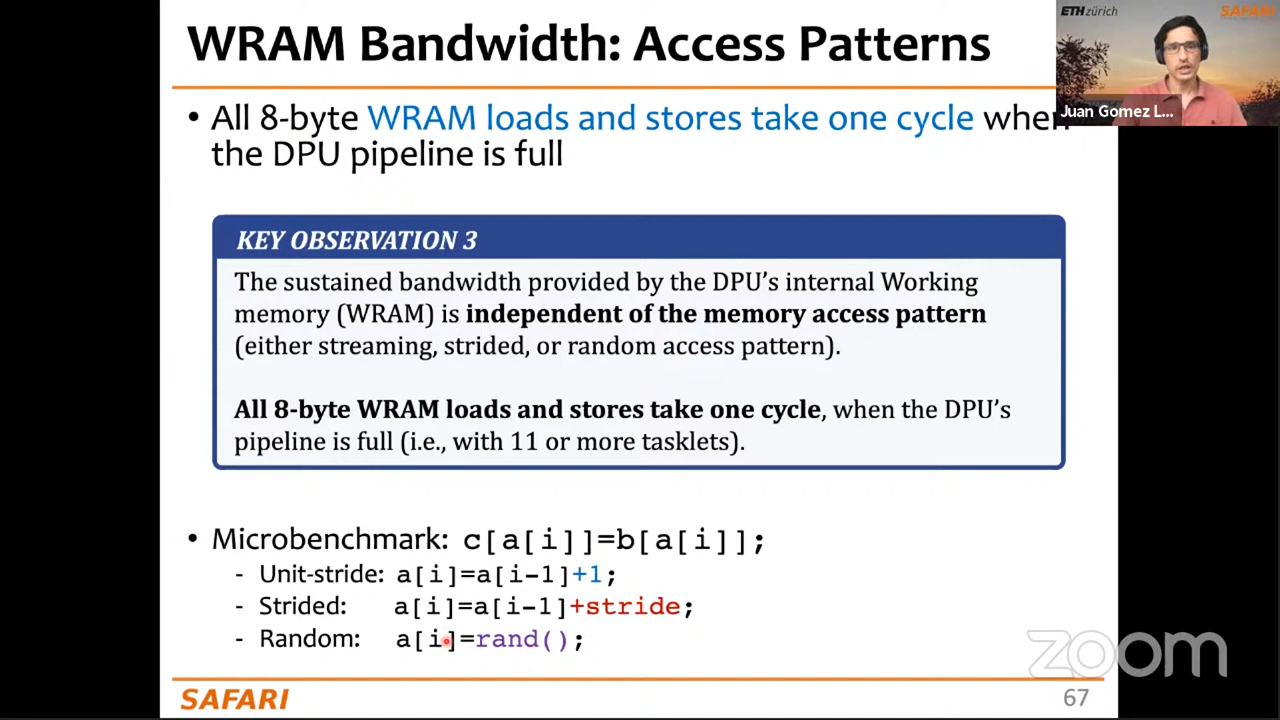 WRAM Bandwidth: Access Patterns
ETH zürich
SAFARI
Juan Gomez L...
• All 8-byte WRAM loads and stores take one cycle when
the DPU pipeline is full
KEY OBSERVATION 3
The sustained bandwidth provided by the DPU's internal Working
memory (WRAM) is independent of the memory access pattern
(either streaming, strided, or random access pattern).
All 8-byte WRAM loads and stores take one cycle, when the DPU's
pipeline is full (i.e., with 11 or more tasklets).
• Microbenchmark: c[a[i]]=b[a[i]];
- Unit-stride: a[i]=a[i-1]+1;
- Strided: a[i]=a[i-1]+stride;
- Random: a[i]=rand();
zoom
SAFARI
67